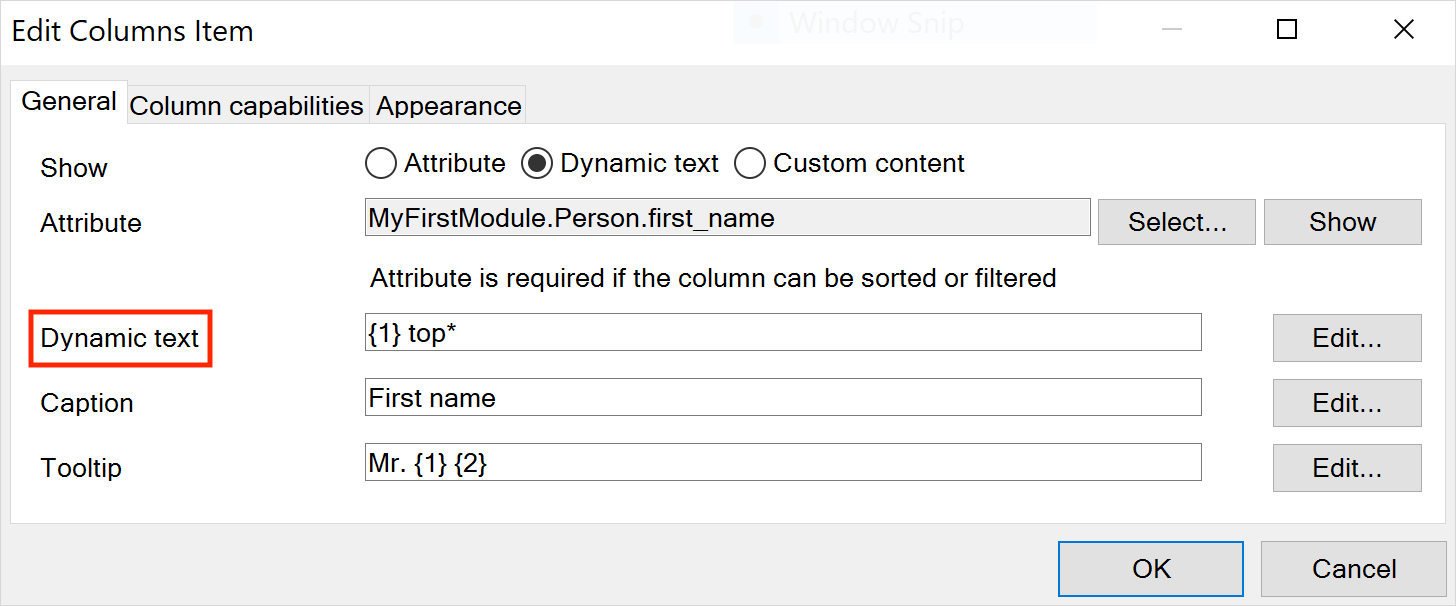 Edit Columns Item
Window Snip
General Column capabilities Appearance
Show Attribute Dynamic text Custom content
Attribute MyFirstModule.Person.first_name Select... Show
Attribute is required if the column can be sorted or filtered
Dynamic text {1} top* Edit...
Caption First name Edit...
Tooltip Mr. {1} {2} Edit...
OK Cancel